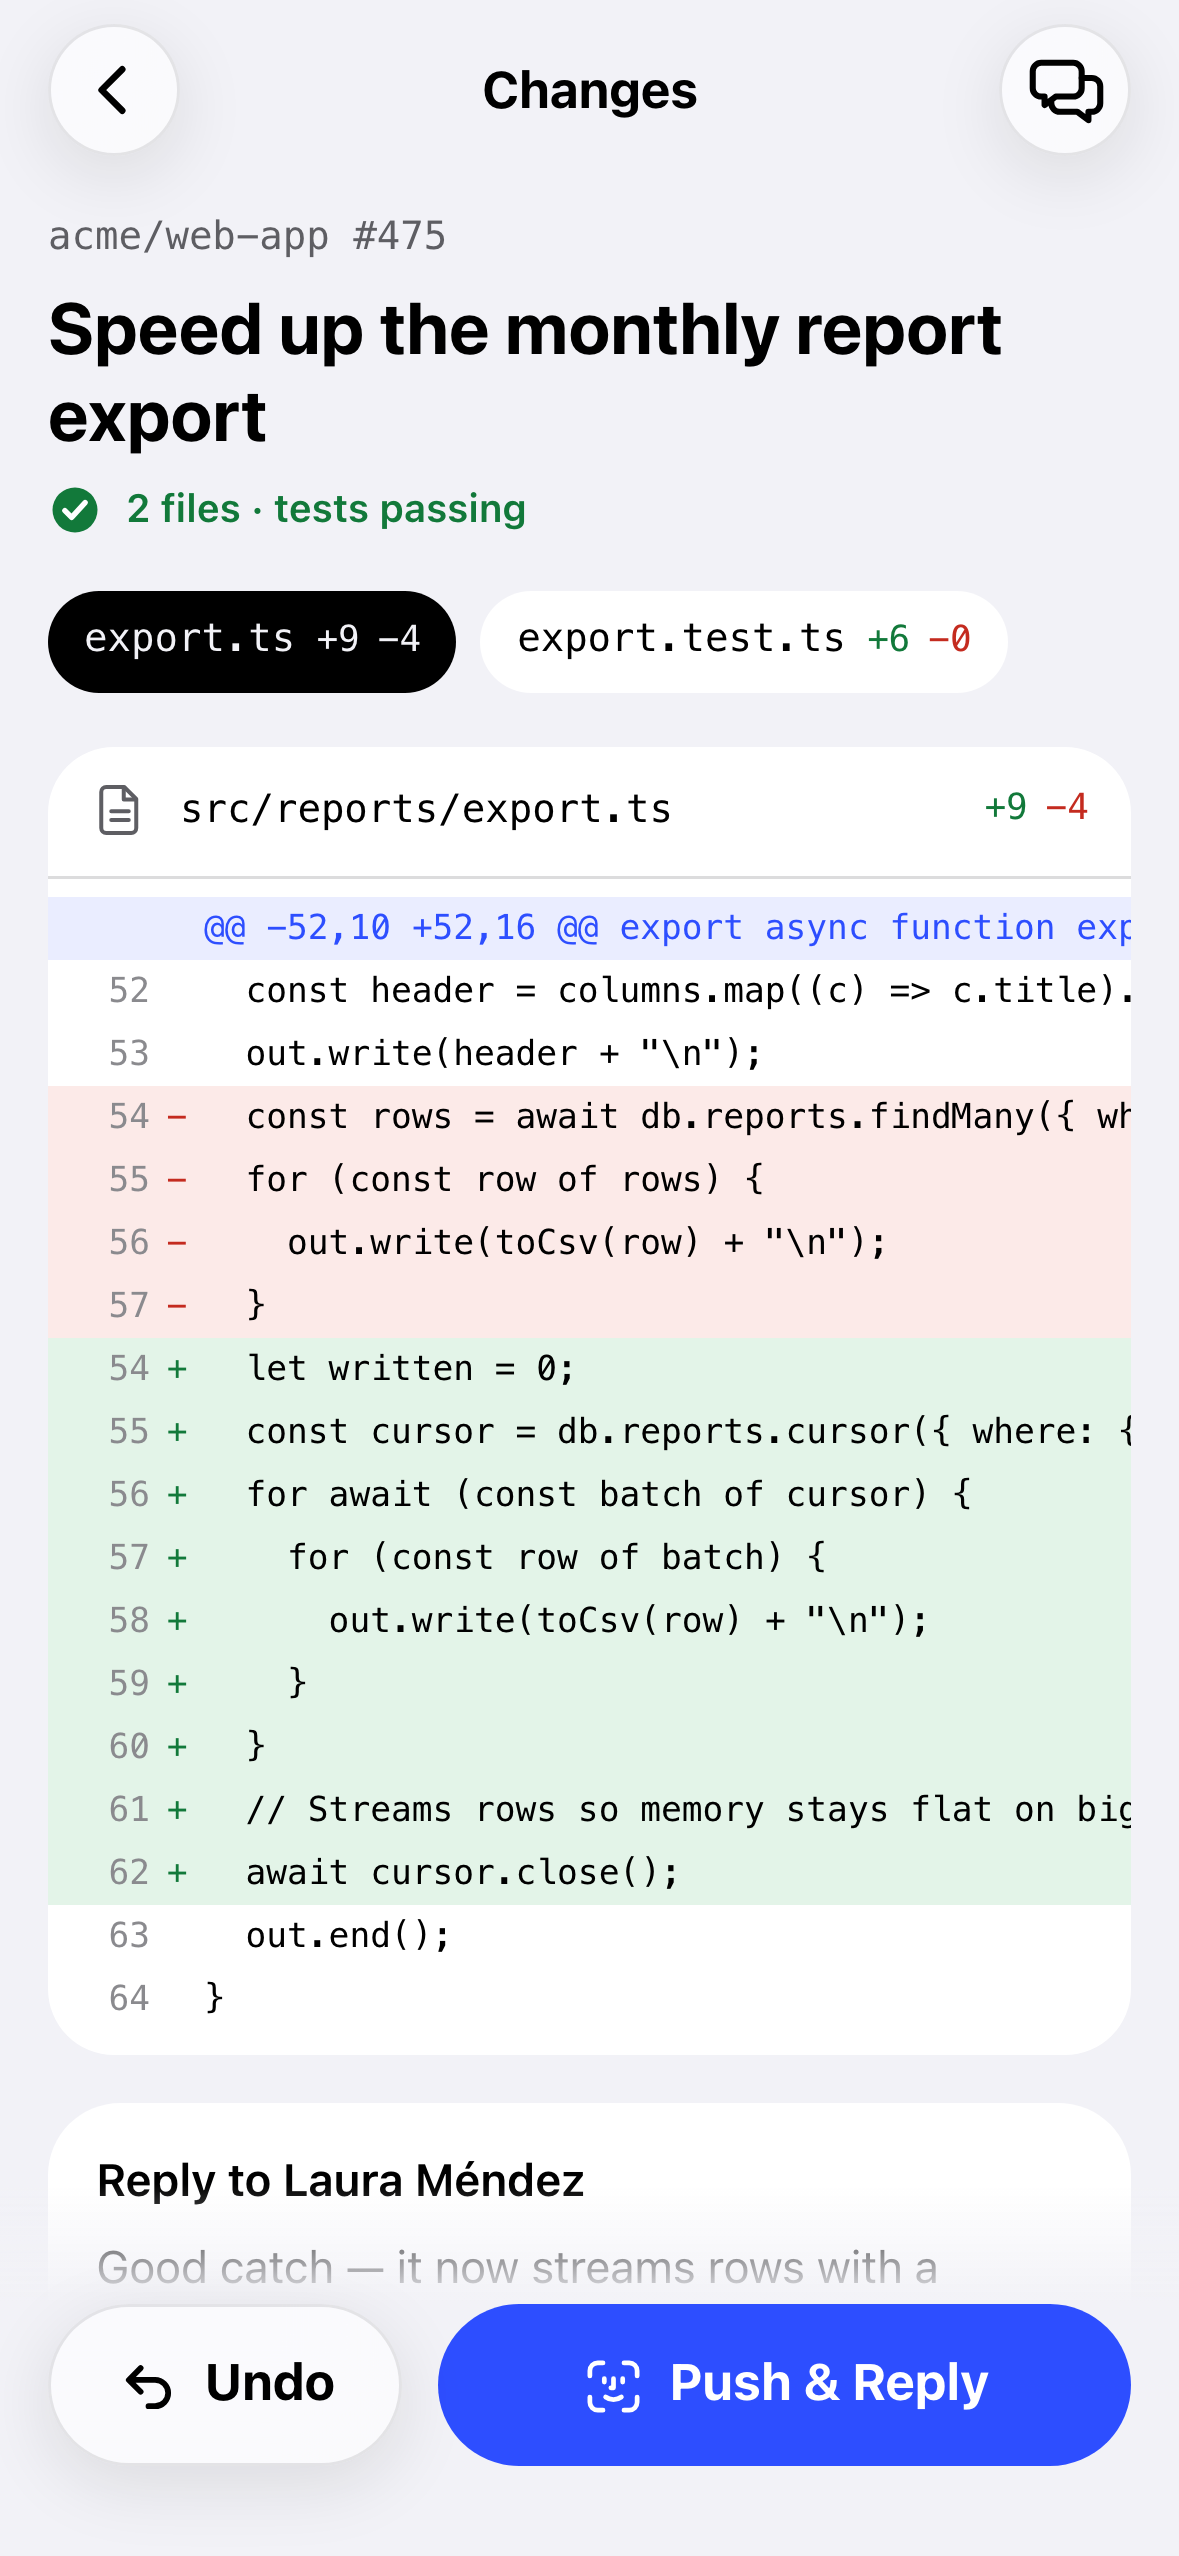 Changes
acme/web-app #475
Speed up the monthly report
export
2 files · tests passing
export.ts +9 −4 export.test.ts +6 −0
src/reports/export.ts +9 −4
@@ −52,10 +52,16 @@ export async function exp
52 const header = columns.map((c) => c.title).
53 out.write(header + "\n");
54 − const rows = await db.reports.findMany({ wh
55 − for (const row of rows) {
56 − out.write(toCsv(row) + "\n");
57 − }
54 + let written = 0;
55 + const cursor = db.reports.cursor({ where: {
56 + for await (const batch of cursor) {
57 + for (const row of batch) {
58 + out.write(toCsv(row) + "\n");
59 + }
60 + }
61 + // Streams rows so memory stays flat on big
62 + await cursor.close();
63 out.end();
64 }
Reply to Laura Méndez
Good catch — it now streams rows with a
Undo Push & Reply